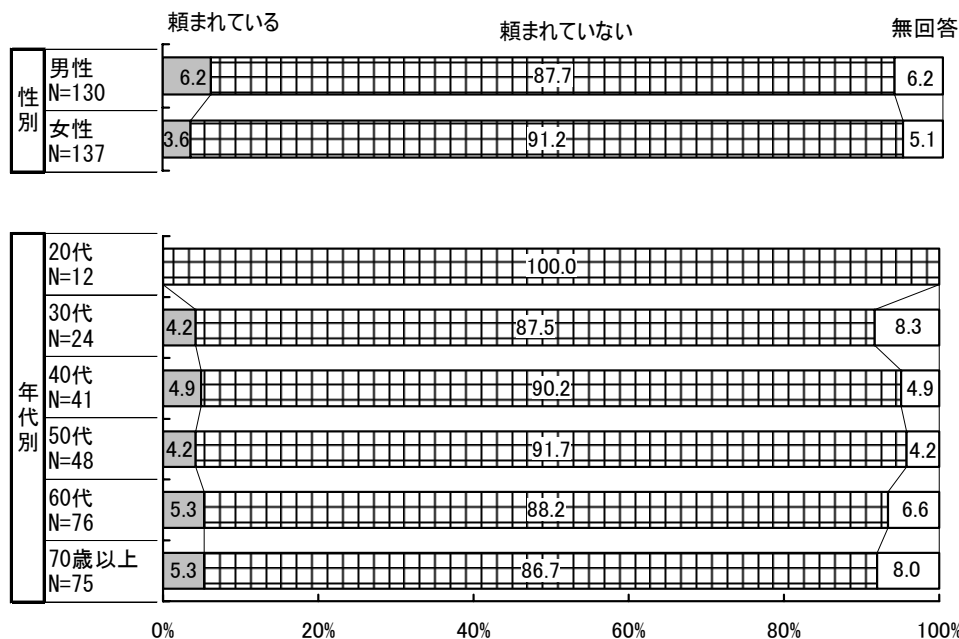 頼まれている 頼まれていない 無回答
性別
男性
N=130
6.2 87.7 6.2
女性
N=137
3.6 91.2 5.1
年代別
20代
N=12
100.0
30代
N=24
4.2 87.5 8.3
40代
N=41
4.9 90.2 4.9
50代
N=48
4.2 91.7 4.2
60代
N=76
5.3 88.2 6.6
70歳以上
N=75
5.3 86.7 8.0
0% 20% 40% 60% 80% 100%